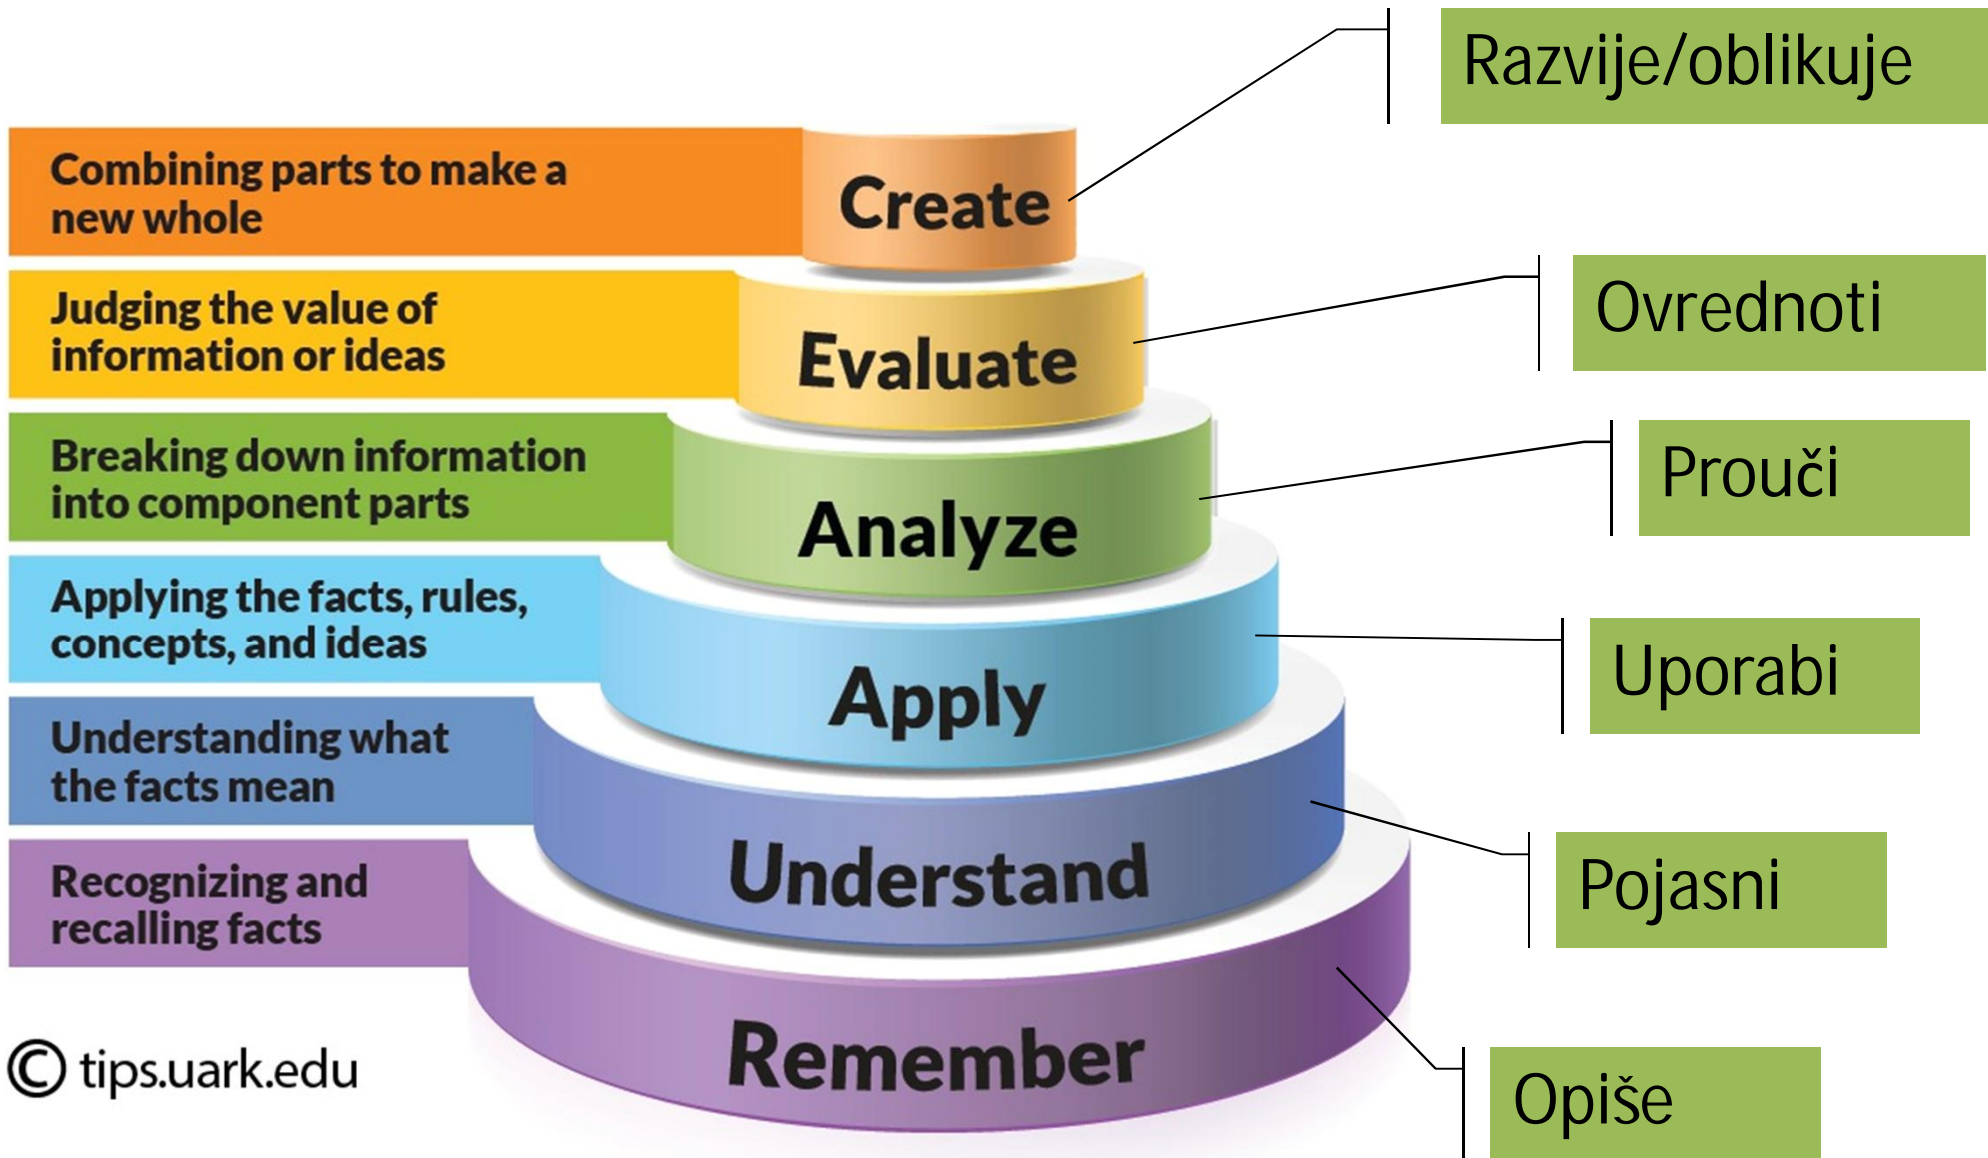 Razvije/oblikuje
Combining parts to make a
new whole
Create
Judging the value of
information or ideas
Evaluate
Ovrednoti
Breaking down information
into component parts
Analyze
Prouči
Applying the facts, rules,
concepts, and ideas
Apply
Uporabi
Understanding what
the facts mean
Understand
Pojasni
Recognizing and
recalling facts
Remember
Opiše
© tips.uark.edu